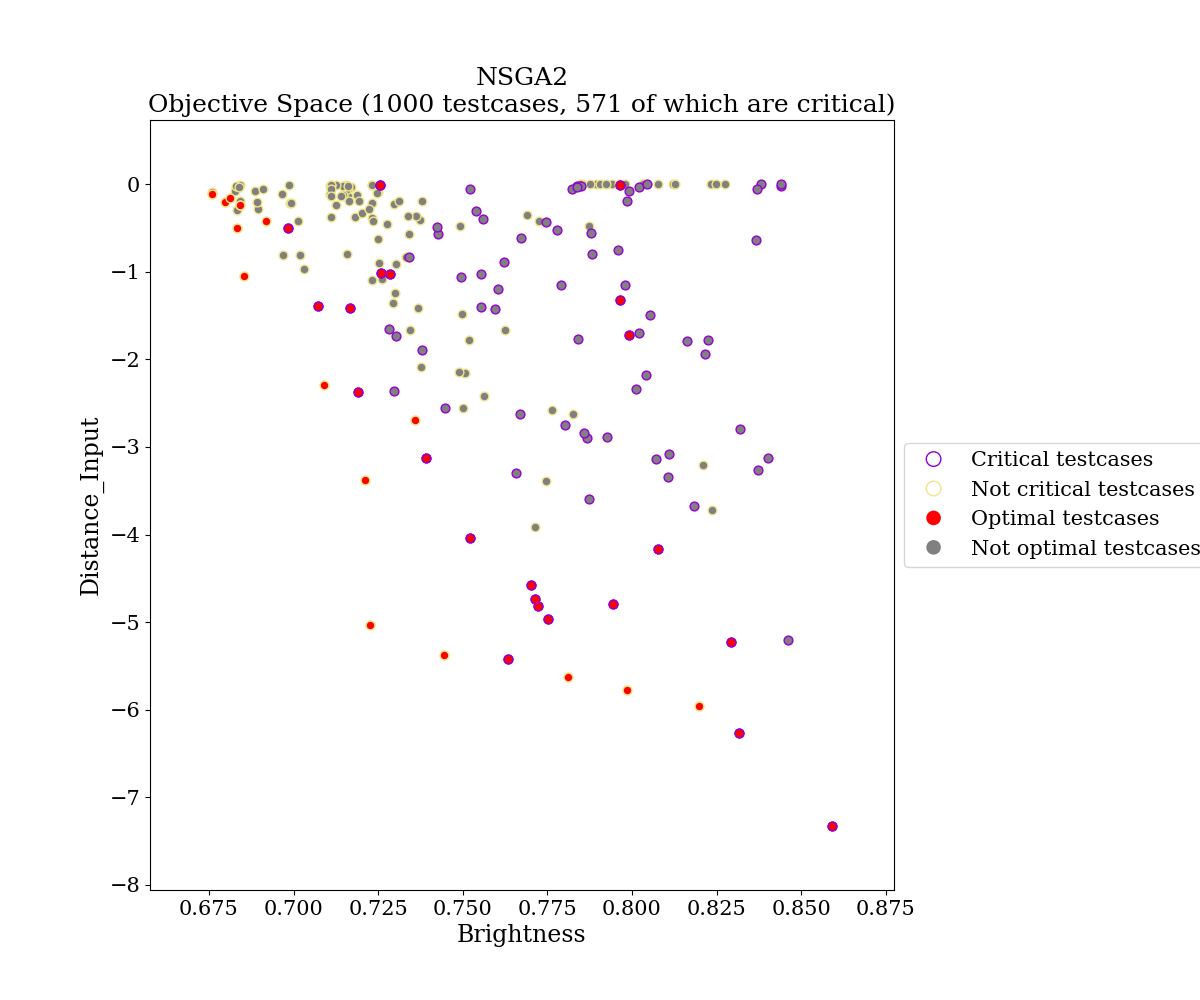 NSGA2
Objective Space (1000 testcases, 571 of which are critical)
Distance_Input
0
−1
−2
−3
−4
−5
−6
−7
−8
0.675 0.700 0.725 0.750 0.775 0.800 0.825 0.850 0.875
Brightness
Critical testcases
Not critical testcases
Optimal testcases
Not optimal testcases